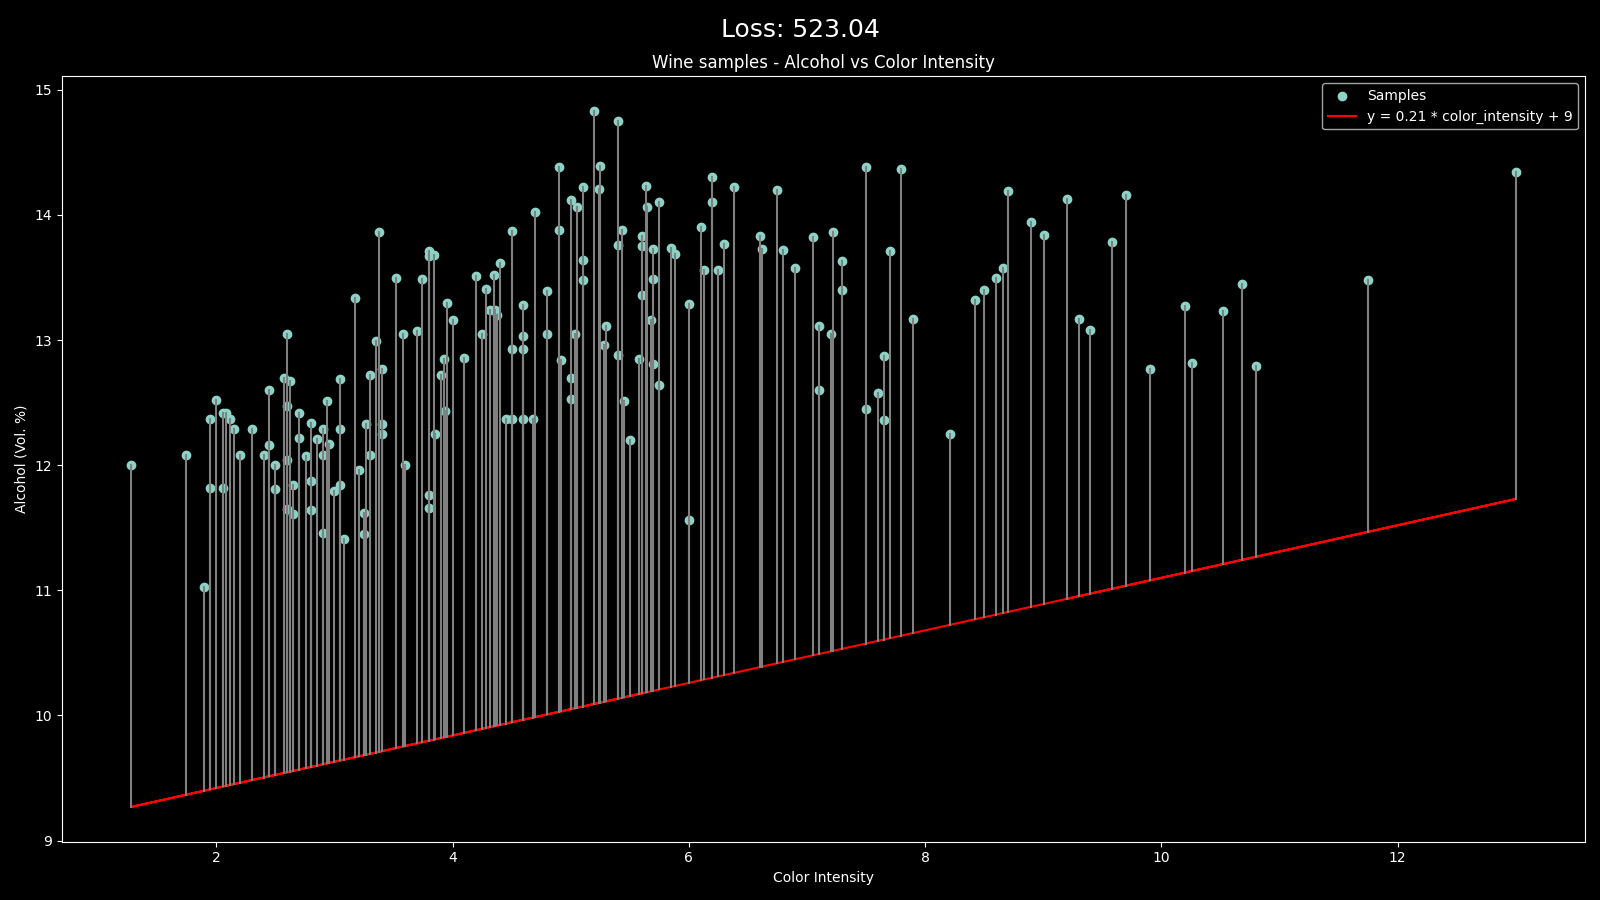 Loss: 523.04
Wine samples - Alcohol vs Color Intensity
Samples
y = 0.21 * color_intensity + 9
Alcohol (Vol. %)
15
14
13
12
11
10
9
2 4 6 8 10 12
Color Intensity